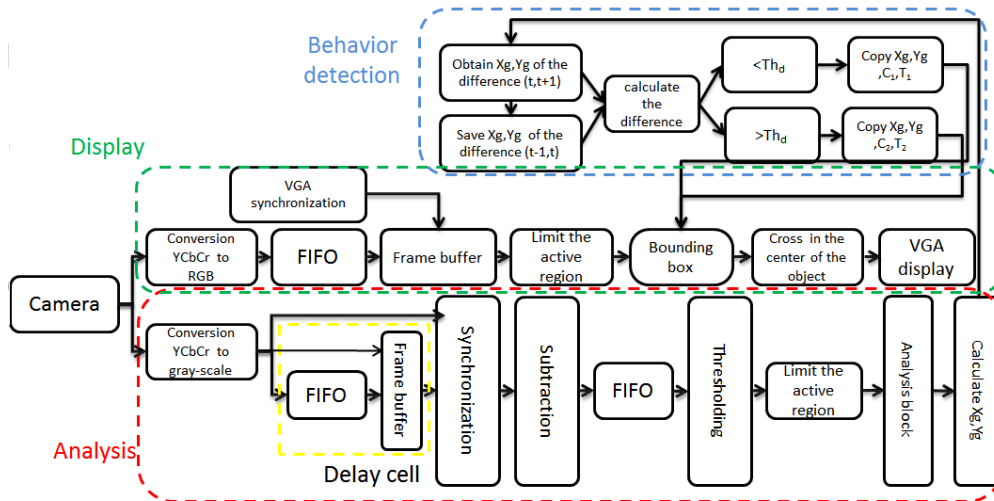 Behavior
detection
Obtain Xg,Yg of the
difference (t,t+1)
Save Xg,Yg of the
difference (t-1,t)
calculate
the
difference
<Thd
>Thd
Copy Xg,Yg
,C1,T1
Copy Xg,Yg
,C2,T2
Display
VGA
synchronization
Conversion
YCbCr to
RGB
FIFO
Frame buffer
Limit the
active
region
Bounding
box
Cross in the
center of the
object
VGA
display
Camera
Conversion
YCbCr to
gray-scale
FIFO
Frame buffer
Delay cell
Synchronization
Subtraction
FIFO
Thresholding
Limit the
active
region
Analysis block
Calculate Xg,Yg
Analysis